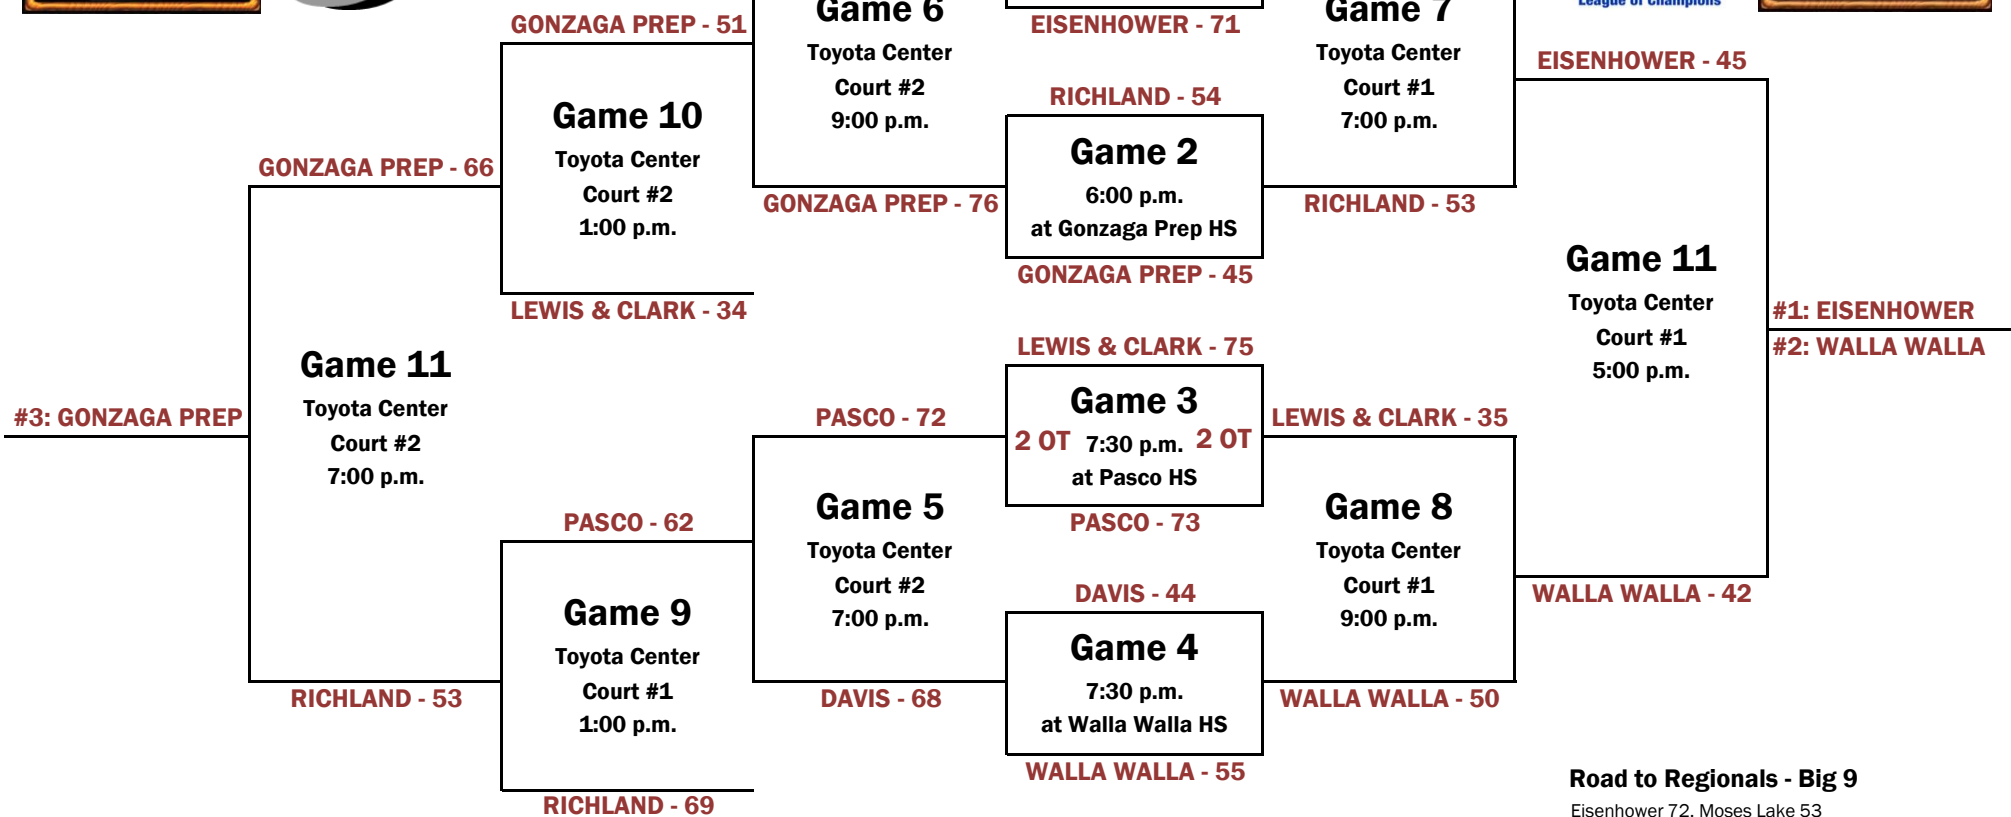 League of Champions
Game 6
Game 7
GONZAGA PREP - 51
EISENHOWER - 71
Toyota Center
Court #2
9:00 p.m.
Toyota Center
Court #1
7:00 p.m.
EISENHOWER - 45
RICHLAND - 54
Game 10
Toyota Center
Court #2
1:00 p.m.
Game 2
6:00 p.m.
at Gonzaga Prep HS
GONZAGA PREP - 66
GONZAGA PREP - 76
RICHLAND - 53
GONZAGA PREP - 45
Game 11
Toyota Center
Court #1
5:00 p.m.
LEWIS & CLARK - 34
#1: EISENHOWER
#2: WALLA WALLA
LEWIS & CLARK - 75
Game 11
Toyota Center
Court #2
7:00 p.m.
Game 3
2 OT 7:30 p.m. 2 OT
at Pasco HS
#3: GONZAGA PREP
PASCO - 72
LEWIS & CLARK - 35
PASCO - 62
PASCO - 73
Game 5
Toyota Center
Court #2
7:00 p.m.
Game 8
Toyota Center
Court #1
9:00 p.m.
DAVIS - 44
WALLA WALLA - 42
Game 9
Toyota Center
Court #1
1:00 p.m.
Game 4
7:30 p.m.
at Walla Walla HS
RICHLAND - 53
DAVIS - 68
WALLA WALLA - 50
WALLA WALLA - 55
RICHLAND - 69
Road to Regionals - Big 9
Eisenhower 72, Moses Lake 53